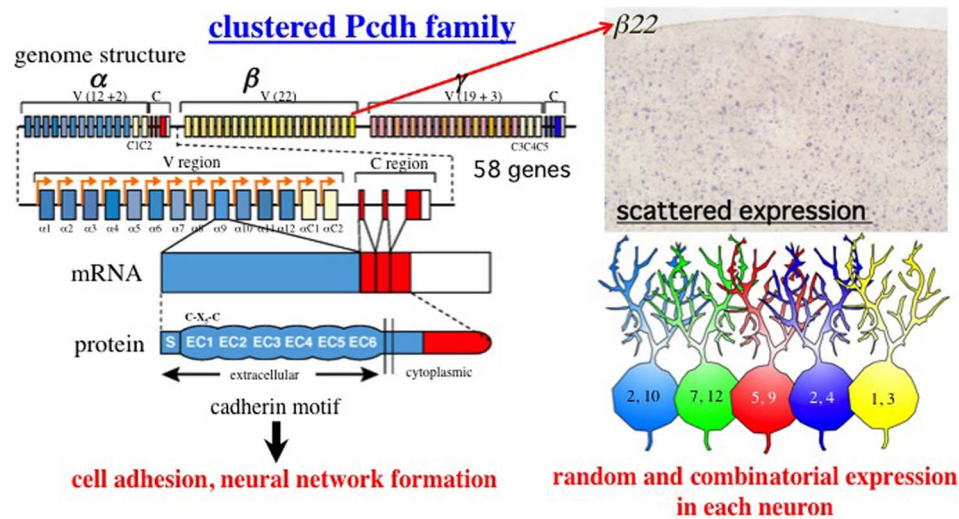 clustered Pcdh family
genome structure
α
β
γ
V (12 +2)
C
V (22)
V (19 + 3)
C
C1C2
C3C4C5
58 genes
V region
C region
α1 α2 α3 α4 α5 α6 α7 α8 α9 α10 α11 α12 αC1 αC2
mRNA
C-X5-C
protein
S EC1 EC2 EC3 EC4 EC5 EC6
extracellular
cytoplasmic
cadherin motif
cell adhesion, neural network formation
β22
scattered expression
2, 10
7, 12
5, 9
2, 4
1, 3
random and combinatorial expression
in each neuron